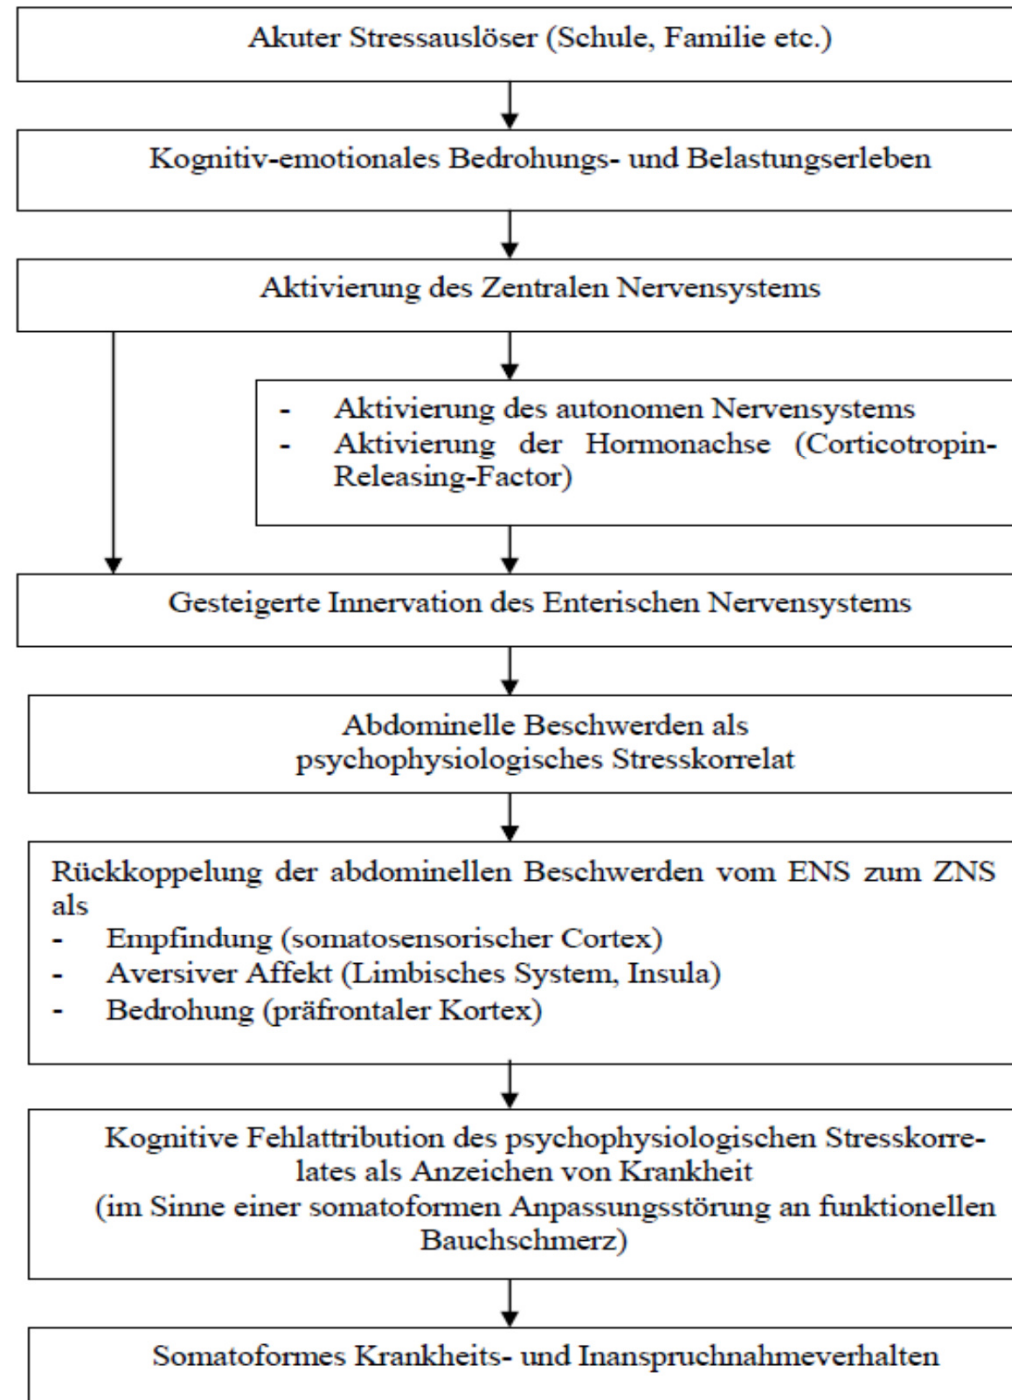 Akuter Stressauslöser (Schule, Familie etc.)
Kognitiv-emotionales Bedrohungs- und Belastungserleben
Aktivierung des Zentralen Nervensystems
- Aktivierung des autonomen Nervensystems
- Aktivierung der Hormonachse (Corticotropin-
Releasing-Factor)
Gesteigerte Innervation des Enterischen Nervensystems
Abdominelle Beschwerden als
psychophysiologisches Stresskorrelat
Rückkoppelung der abdominellen Beschwerden vom ENS zum ZNS
als
- Empfindung (somatosensorischer Cortex)
- Aversiver Affekt (Limbisches System, Insula)
- Bedrohung (präfrontaler Kortex)
Kognitive Fehlattribution des psychophysiologischen Stresskorre-
lates als Anzeichen von Krankheit
(im Sinne einer somatoformen Anpassungsstörung an funktionellen
Bauchschmerz)
Somatoformes Krankheits- und Inanspruchnahmeverhalten